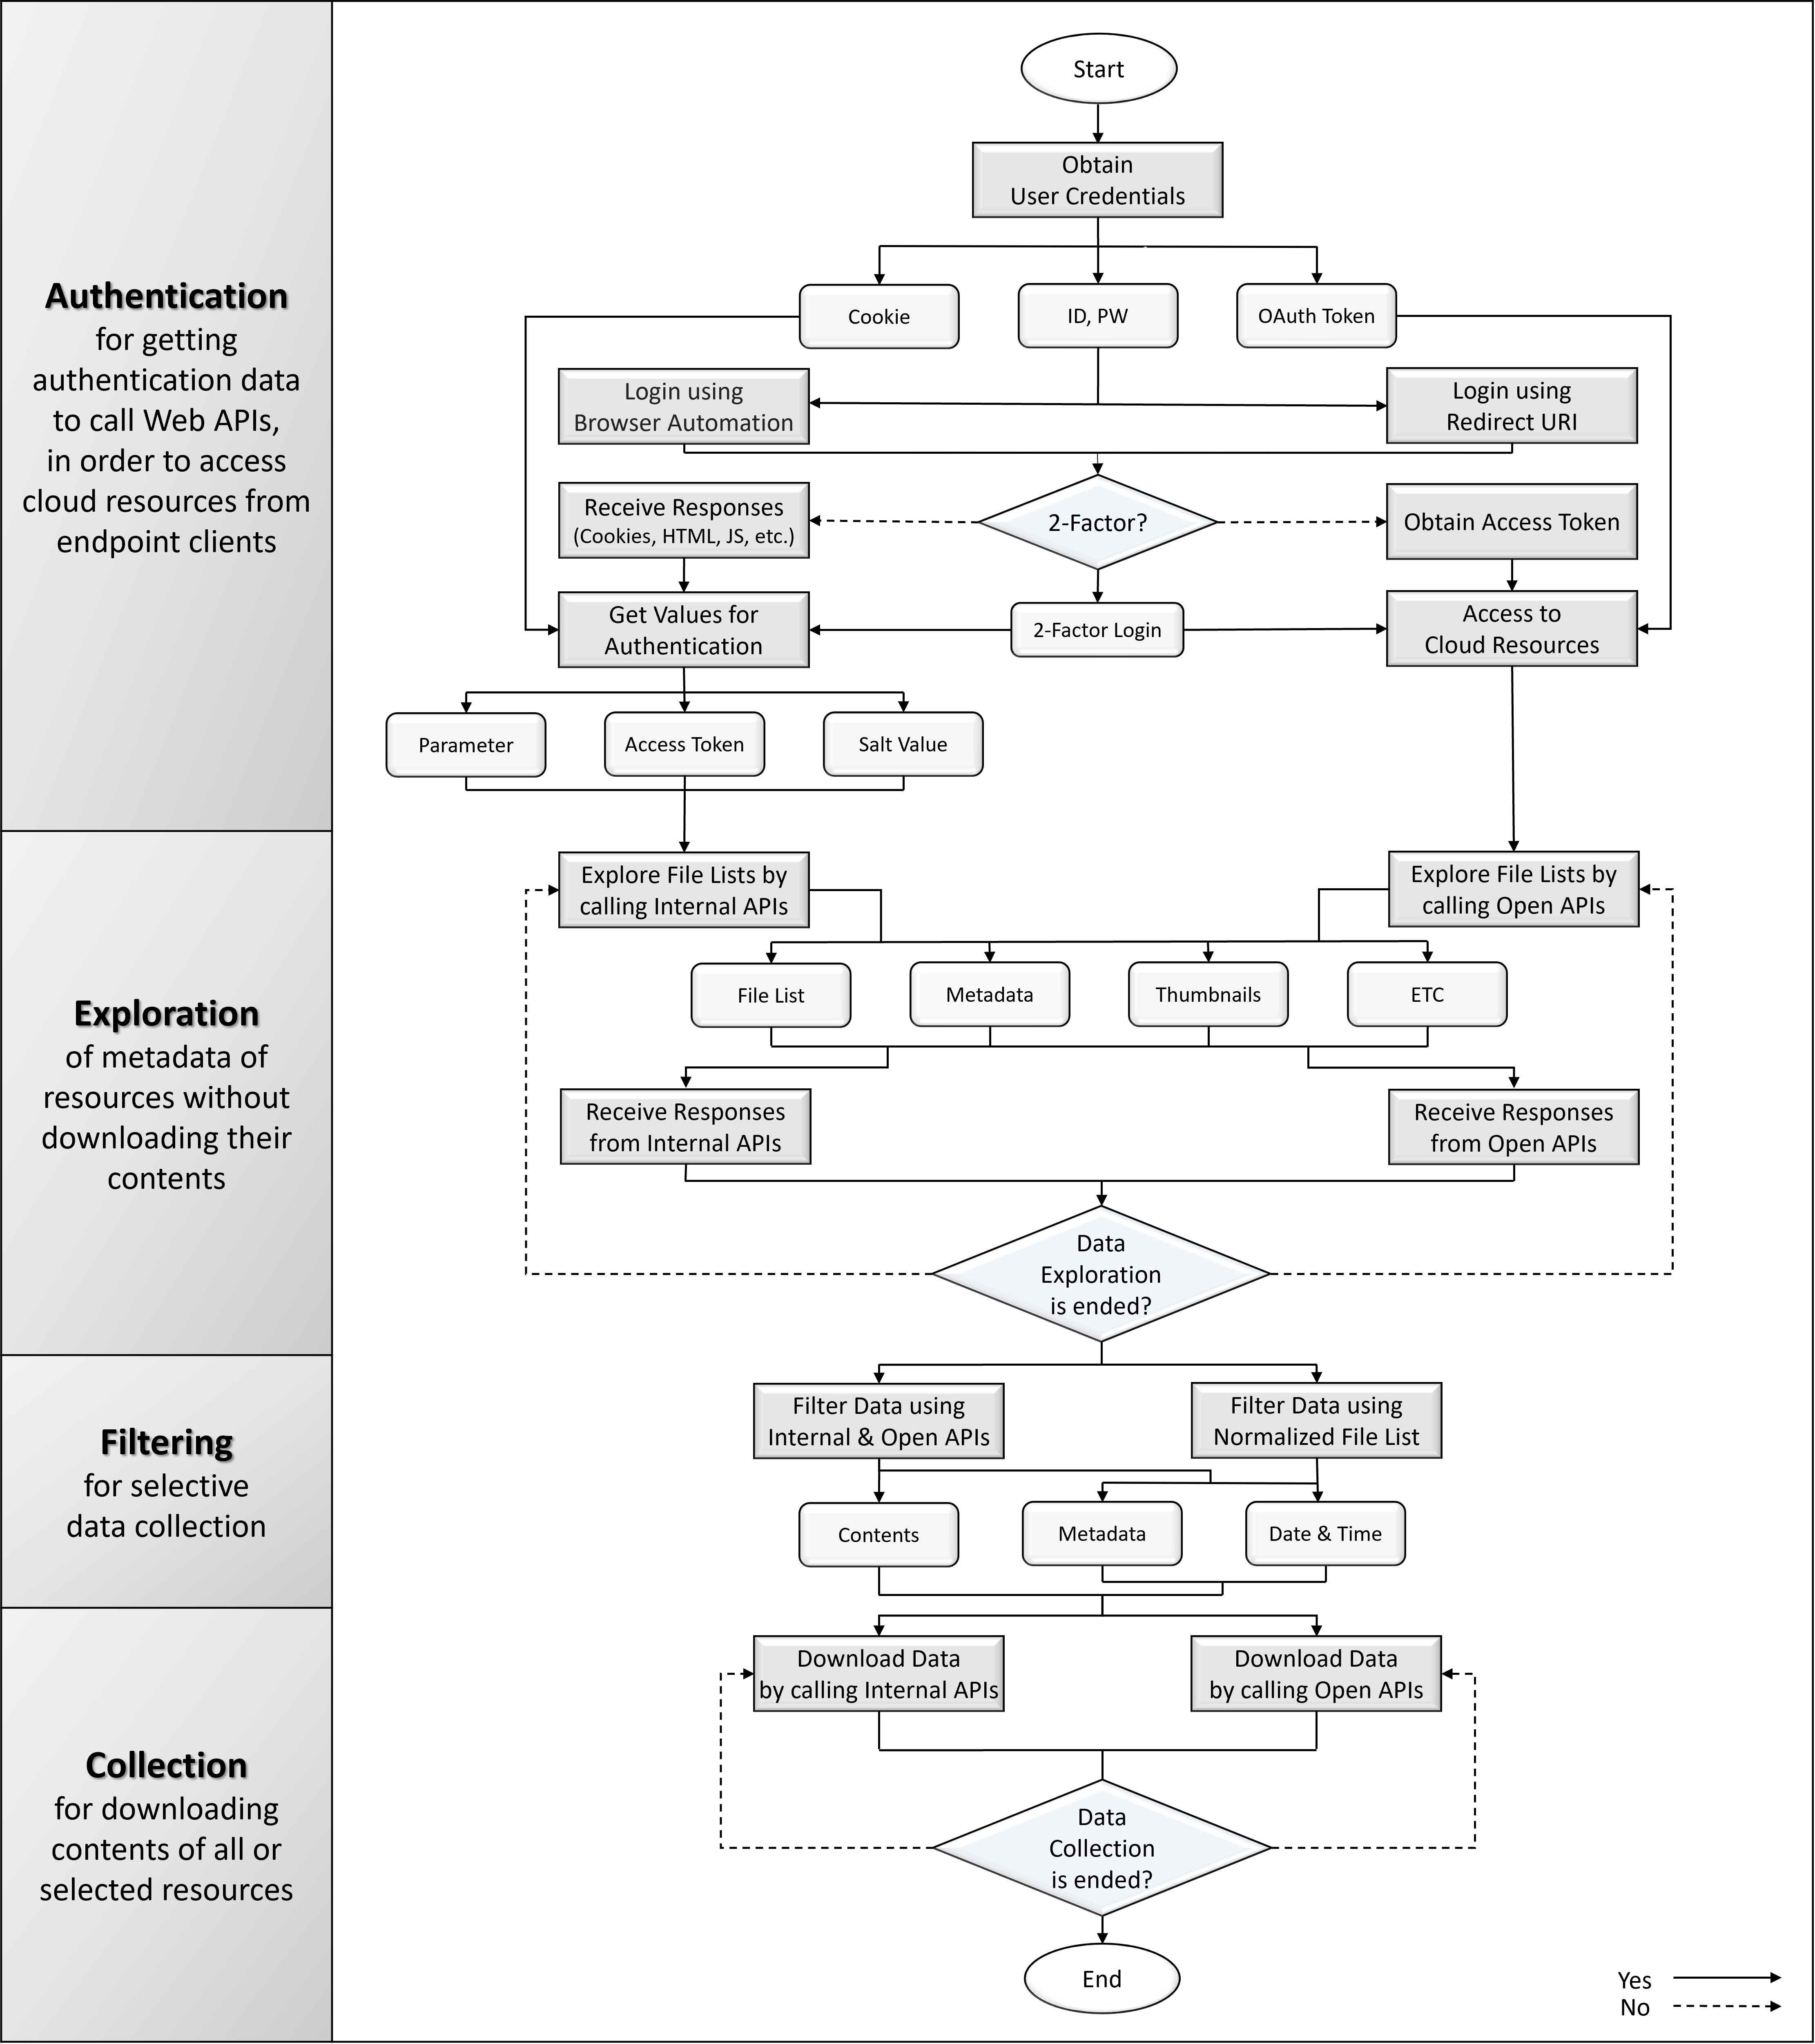 Authentication
for getting
authentication data
to call Web APIs,
in order to access
cloud resources from
endpoint clients
Start
Obtain
User Credentials
Cookie
ID, PW
OAuth Token
Login using
Browser Automation
Login using
Redirect URI
Receive Responses
(Cookies, HTML, JS, etc.)
2-Factor?
Obtain Access Token
Get Values for
Authentication
2-Factor Login
Access to
Cloud Resources
Parameter
Access Token
Salt Value
Exploration
of metadata of
resources without
downloading their
contents
Explore File Lists by
calling Internal APIs
Explore File Lists by
calling Open APIs
File List
Metadata
Thumbnails
ETC
Receive Responses
from Internal APIs
Receive Responses
from Open APIs
Data
Exploration
is ended?
Filtering
for selective
data collection
Filter Data using
Internal & Open APIs
Filter Data using
Normalized File List
Contents
Metadata
Date & Time
Collection
for downloading
contents of all or
selected resources
Download Data
by calling Internal APIs
Download Data
by calling Open APIs
Data
Collection
is ended?
End
Yes
No